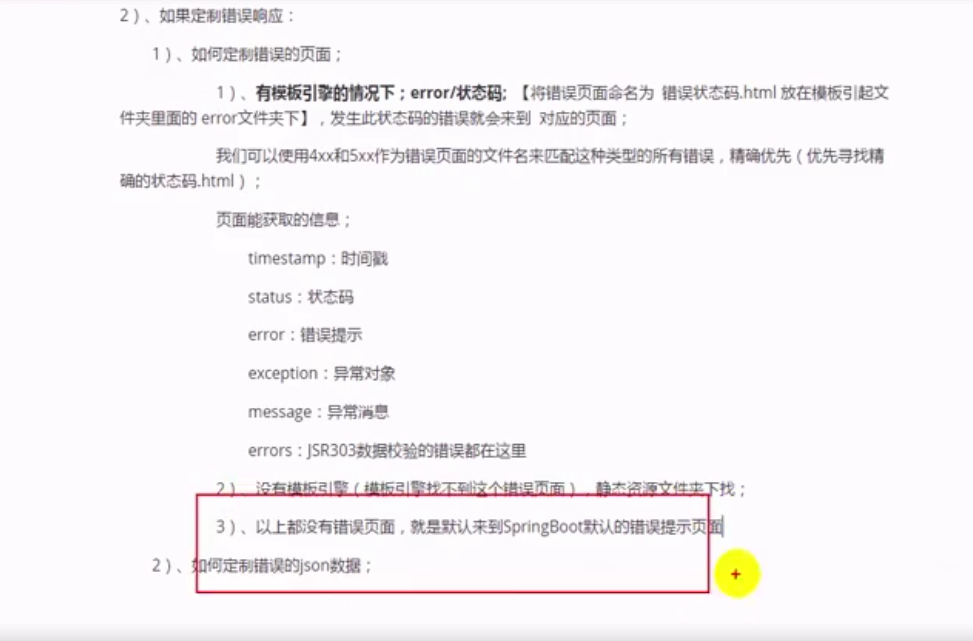 2）、如果定制错误响应：
1）、如何定制错误的页面；
1）、有模板引擎的情况下；error/状态码; 【将错误页面命名为 错误状态码.html 放在模板引起文
件夹里面的 error文件夹下】，发生此状态码的错误就会来到 对应的页面；
我们可以使用4xx和5xx作为错误页面的文件名来匹配这种类型的所有错误，精确优先（优先寻找精
确的状态码.html）；
页面能获取的信息；
timestamp：时间戳
status：状态码
error：错误提示
exception：异常对象
message：异常消息
errors：JSR303数据校验的错误都在这里
2）、没有模板引擎（模板引擎找不到这个错误页面），静态资源文件夹下找；
3）、以上都没有错误页面，就是默认来到SpringBoot默认的错误提示页面
2）、如何定制错误的json数据；